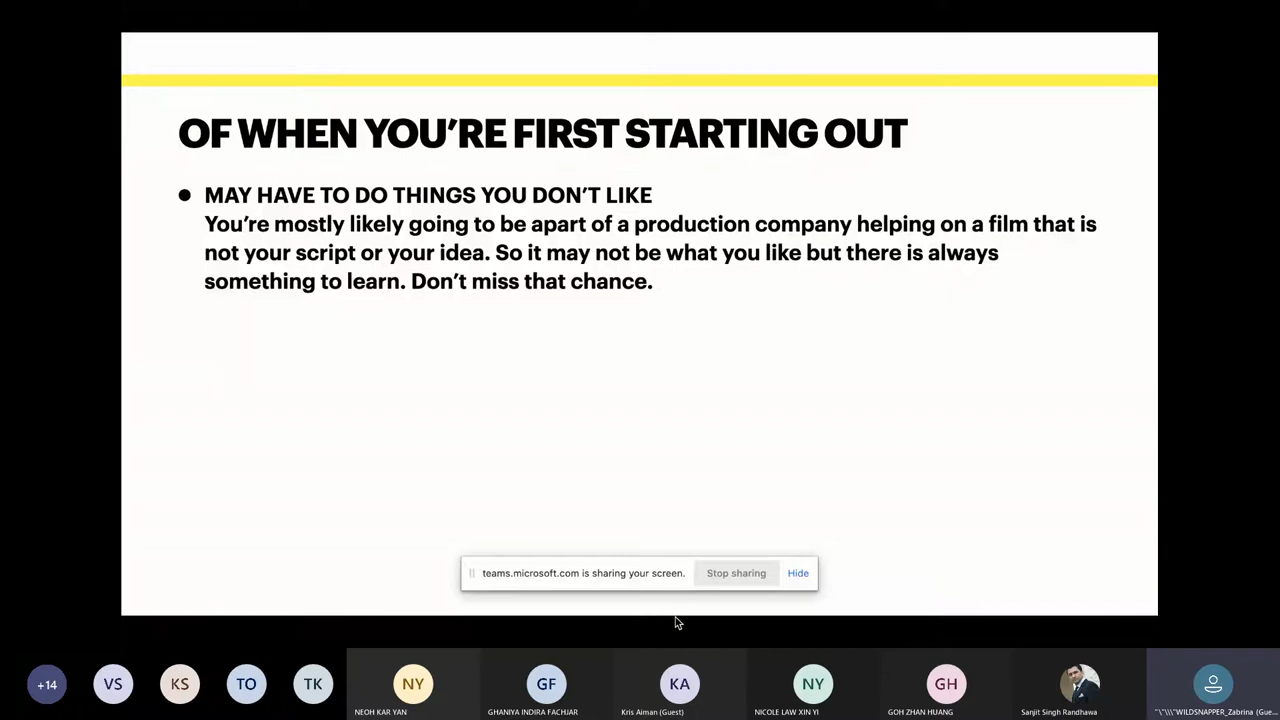 OF WHEN YOU'RE FIRST STARTING OUT
● MAY HAVE TO DO THINGS YOU DON'T LIKE
You're mostly likely going to be apart of a production company helping on a film that is
not your script or your idea. So it may not be what you like but there is always
something to learn. Don't miss that chance.
teams.microsoft.com is sharing your screen. Stop sharing Hide
+14 VS KS TO TK NY GF KA NY GH
NEOH KAR YAN GHANIYA INDIRA FACHJAR Kris Aiman (Guest) NICOLE LAW XIN YI GOH ZHAN HUANG Sanjit Singh Randhawa "\"\\\"WILDSNAPPER_Zabrina (Gue...